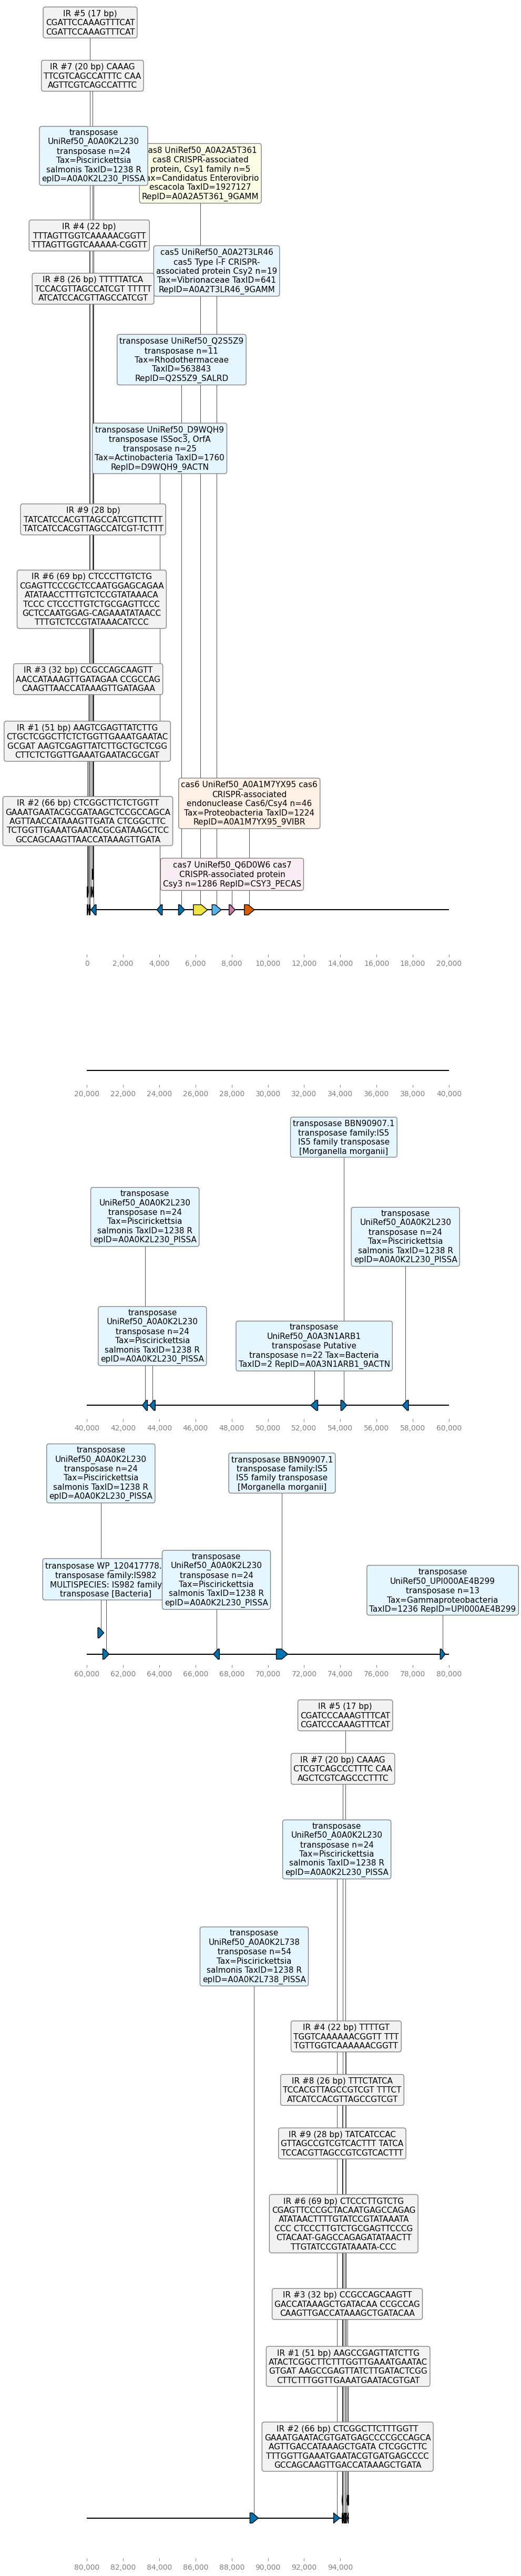 IR #5 (17 bp)
CGATTCCAAAGTTTCAT
CGATTCCAAAGTTTCAT
IR #7 (20 bp) CAAAG
TTCGTCAGCCATTTC CAA
AGTTCGTCAGCCATTTC
transposase
UniRef50_A0A0K2L230
transposase n=24
Tax=Piscirickettsia
salmonis TaxID=1238 R
epID=A0A0K2L230_PISSA
as8 UniRef50_A0A2A5T361
cas8 CRISPR-associated
protein, Csy1 family n=5
ax=Candidatus Enterovibrio
escacola TaxID=1927127
RepID=A0A2A5T361_9GAMM
IR #4 (22 bp)
TTTAGTTGGTCAAAAACGGTT
TTTAGTTGGTCAAAAA-CGGTT
cas5 UniRef50_A0A2T3LR46
cas5 Type I-F CRISPR-
associated protein Csy2 n=19
Tax=Vibrionaceae TaxID=641
RepID=A0A2T3LR46_9GAMM
IR #8 (26 bp) TTTTTATCA
TCCACGTTAGCCATCGT TTTTT
ATCATCCACGTTAGCCATCGT
transposase UniRef50_Q2S5Z9
transposase n=11
Tax=Rhodothermaceae
TaxID=563843
RepID=Q2S5Z9_SALRD
transposase UniRef50_D9WQH9
transposase ISSoc3, OrfA
transposase n=25
Tax=Actinobacteria TaxID=1760
RepID=D9WQH9_9ACTN
IR #9 (28 bp)
TATCATCCACGTTAGCCATCGTTCTTT
TATCATCCACGTTAGCCATCGT-TCTTT
IR #6 (69 bp) CTCCCTTGTCTG
CGAGTTCCCGCTCCAATGGAGCAGAA
ATATAACCTTTGTCTCCGTATAAACA
TCCC CTCCCTTGTCTGCGAGTTCCC
GCTCCAATGGAG-CAGAAATATAACC
TTTGTCTCCGTATAAACATCCC
IR #3 (32 bp) CCGCCAGCAAGTT
AACCATAAAGTTGATAGAA CCGCCAG
CAAGTTAACCATAAAGTTGATAGAA
IR #1 (51 bp) AAGTCGAGTTATCTTG
CTGCTCGGCTTCTCTGGTTGAAATGAATAC
GCGAT AAGTCGAGTTATCTTGCTGCTCGG
CTTCTCTGGTTGAAATGAATACGCGAT
cas6 UniRef50_A0A1M7YX95 cas6
CRISPR-associated
endonuclease Cas6/Csy4 n=46
Tax=Proteobacteria TaxID=1224
RepID=A0A1M7YX95_9VIBR
IR #2 (66 bp) CTCGGCTTCTCTGGTT
GAAATGAATACGCGATAAGCTCCGCCAGCA
AGTTAACCATAAAGTTGATA CTCGGCTTC
TCTGGTTGAAATGAATACGCGATAAGCTCC
GCCAGCAAGTTAACCATAAAGTTGATA
cas7 UniRef50_Q6D0W6 cas7
CRISPR-associated protein
Csy3 n=1286 RepID=CSY3_PECAS
0 2,000 4,000 6,000 8,000 10,000 12,000 14,000 16,000 18,000 20,000
20,000 22,000 24,000 26,000 28,000 30,000 32,000 34,000 36,000 38,000 40,000
transposase BBN90907.1
transposase family:IS5
IS5 family transposase
[Morganella morganii]
transposase
UniRef50_A0A0K2L230
transposase n=24
Tax=Piscirickettsia
salmonis TaxID=1238 R
epID=A0A0K2L230_PISSA
transposase
UniRef50_A0A0K2L230
transposase n=24
Tax=Piscirickettsia
salmonis TaxID=1238 R
epID=A0A0K2L230_PISSA
transposase
UniRef50_A0A0K2L230
transposase n=24
Tax=Piscirickettsia
salmonis TaxID=1238 R
epID=A0A0K2L230_PISSA
transposase
UniRef50_A0A3N1ARB1
transposase Putative
transposase n=22 Tax=Bacteria
TaxID=2 RepID=A0A3N1ARB1_9ACTN
40,000 42,000 44,000 46,000 48,000 50,000 52,000 54,000 56,000 58,000 60,000
transposase
UniRef50_A0A0K2L230
transposase n=24
Tax=Piscirickettsia
salmonis TaxID=1238 R
epID=A0A0K2L230_PISSA
transposase BBN90907.1
transposase family:IS5
IS5 family transposase
[Morganella morganii]
transposase WP_120417778.
transposase family:IS982
MULTISPECIES: IS982 family
transposase [Bacteria]
transposase
UniRef50_A0A0K2L230
transposase n=24
Tax=Piscirickettsia
salmonis TaxID=1238 R
epID=A0A0K2L230_PISSA
transposase
UniRef50_UPI000AE4B299
transposase n=13
Tax=Gammaproteobacteria
TaxID=1236 RepID=UPI000AE4B299
60,000 62,000 64,000 66,000 68,000 70,000 72,000 74,000 76,000 78,000 80,000
IR #5 (17 bp)
CGATCCCAAAGTTTCAT
CGATCCCAAAGTTTCAT
IR #7 (20 bp) CAAAG
CTCGTCAGCCCTTTC CAA
AGCTCGTCAGCCCTTTC
transposase
UniRef50_A0A0K2L230
transposase n=24
Tax=Piscirickettsia
salmonis TaxID=1238 R
epID=A0A0K2L230_PISSA
transposase
UniRef50_A0A0K2L738
transposase n=54
Tax=Piscirickettsia
salmonis TaxID=1238 R
epID=A0A0K2L738_PISSA
IR #4 (22 bp) TTTTGT
TGGTCAAAAAACGGTT TTT
TGTTGGTCAAAAAACGGTT
IR #8 (26 bp) TTTCTATCA
TCCACGTTAGCCGTCGT TTTCT
ATCATCCACGTTAGCCGTCGT
IR #9 (28 bp) TATCATCCAC
GTTAGCCGTCGTCACTTT TATCA
TCCACGTTAGCCGTCGTCACTTT
IR #6 (69 bp) CTCCCTTGTCTG
CGAGTTCCCGCTACAATGAGCCAGAG
ATATAACTTTTGTATCCGTATAAATA
CCC CTCCCTTGTCTGCGAGTTCCCG
CTACAAT-GAGCCAGAGATATAACTT
TTGTATCCGTATAAATA-CCC
IR #3 (32 bp) CCGCCAGCAAGTT
GACCATAAAGCTGATACAA CCGCCAG
CAAGTTGACCATAAAGCTGATACAA
IR #1 (51 bp) AAGCCGAGTTATCTTG
ATACTCGGCTTCTTTGGTTGAAATGAATAC
GTGAT AAGCCGAGTTATCTTGATACTCGG
CTTCTTTGGTTGAAATGAATACGTGAT
IR #2 (66 bp) CTCGGCTTCTTTGGTT
GAAATGAATACGTGATGAGCCCCGCCAGCA
AGTTGACCATAAAGCTGATA CTCGGCTTC
TTTGGTTGAAATGAATACGTGATGAGCCCC
GCCAGCAAGTTGACCATAAAGCTGATA
80,000 82,000 84,000 86,000 88,000 90,000 92,000 94,000